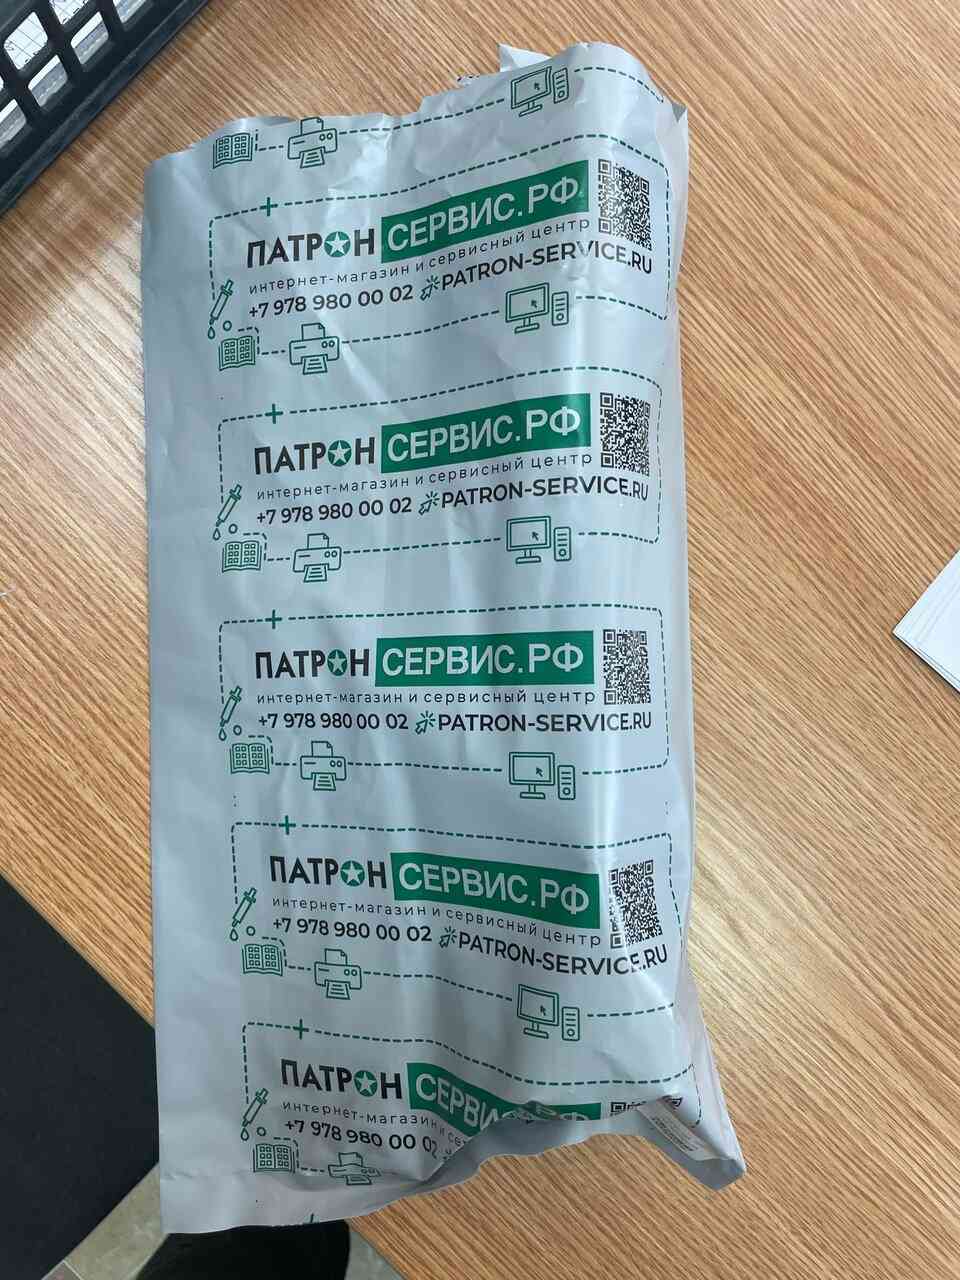 ПАТРОН СЕРВИС.РФ
интернет-магазин и сервисный центр
+7 978 980 00 02 PATRON-SERVICE.RU
ПАТРОН СЕРВИС.РФ
интернет-магазин и сервисный центр
+7 978 980 00 02 PATRON-SERVICE.RU
ПАТРОН СЕРВИС.РФ
интернет-магазин и сервисный центр
+7 978 980 00 02 PATRON-SERVICE.RU
ПАТРОН СЕРВИС.РФ
интернет-магазин и сервисный центр
+7 978 980 00 02 PATRON-SERVICE.RU
ПАТРОН СЕРВИС
интернет-магазин и
+7 978 980 00 02